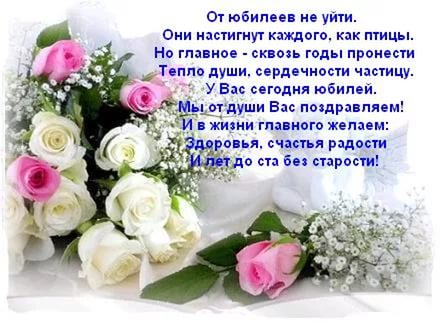 От юбилеев не уйти.
Они настигнут каждого, как птицы.
Но главное - сквозь годы пронести
Тепло души, сердечности частицу.
У Вас сегодня юбилей.
Мы от души Вас поздравляем!
И в жизни главного желаем:
Здоровья, счастья радости
И лет до ста без старости!